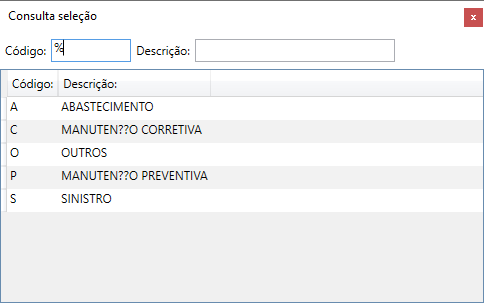 Consulta seleção x
Código: % Descrição:
Código: Descrição:
A ABASTECIMENTO
C MANUTEN??O CORRETIVA
O OUTROS
P MANUTEN??O PREVENTIVA
S SINISTRO